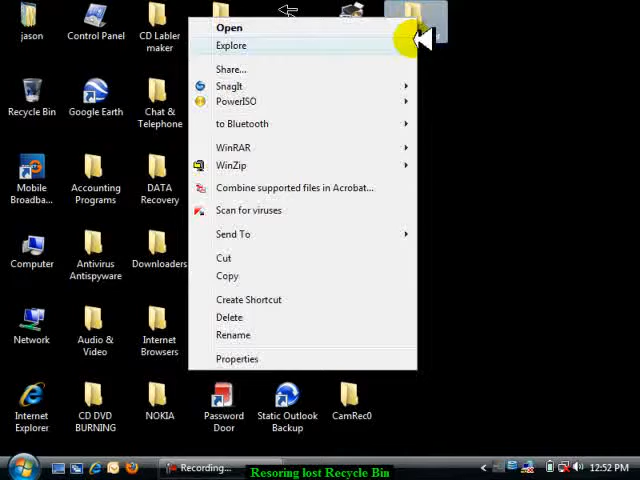 jason
Control Panel
CD Labler
maker
Recycle Bin
Google Earth
Chat &
Telephone
Mobile
Broadba...
Accounting
Programs
DATA
Recovery
Computer
Antivirus
Antispyware
Downloaders
Network
Audio &
Video
Internet
Browsers
Internet
Explorer
CD DVD
BURNING
NOKIA
Password
Door
Static Outlook
Backup
CamRec0
Open
Explore
Share...
SnagIt
PowerISO
to Bluetooth
WinRAR
WinZip
Combine supported files in Acrobat...
Scan for viruses
Send To
Cut
Copy
Create Shortcut
Delete
Rename
Properties
Recording...
Resoring lost Recycle Bin
12:52 PM